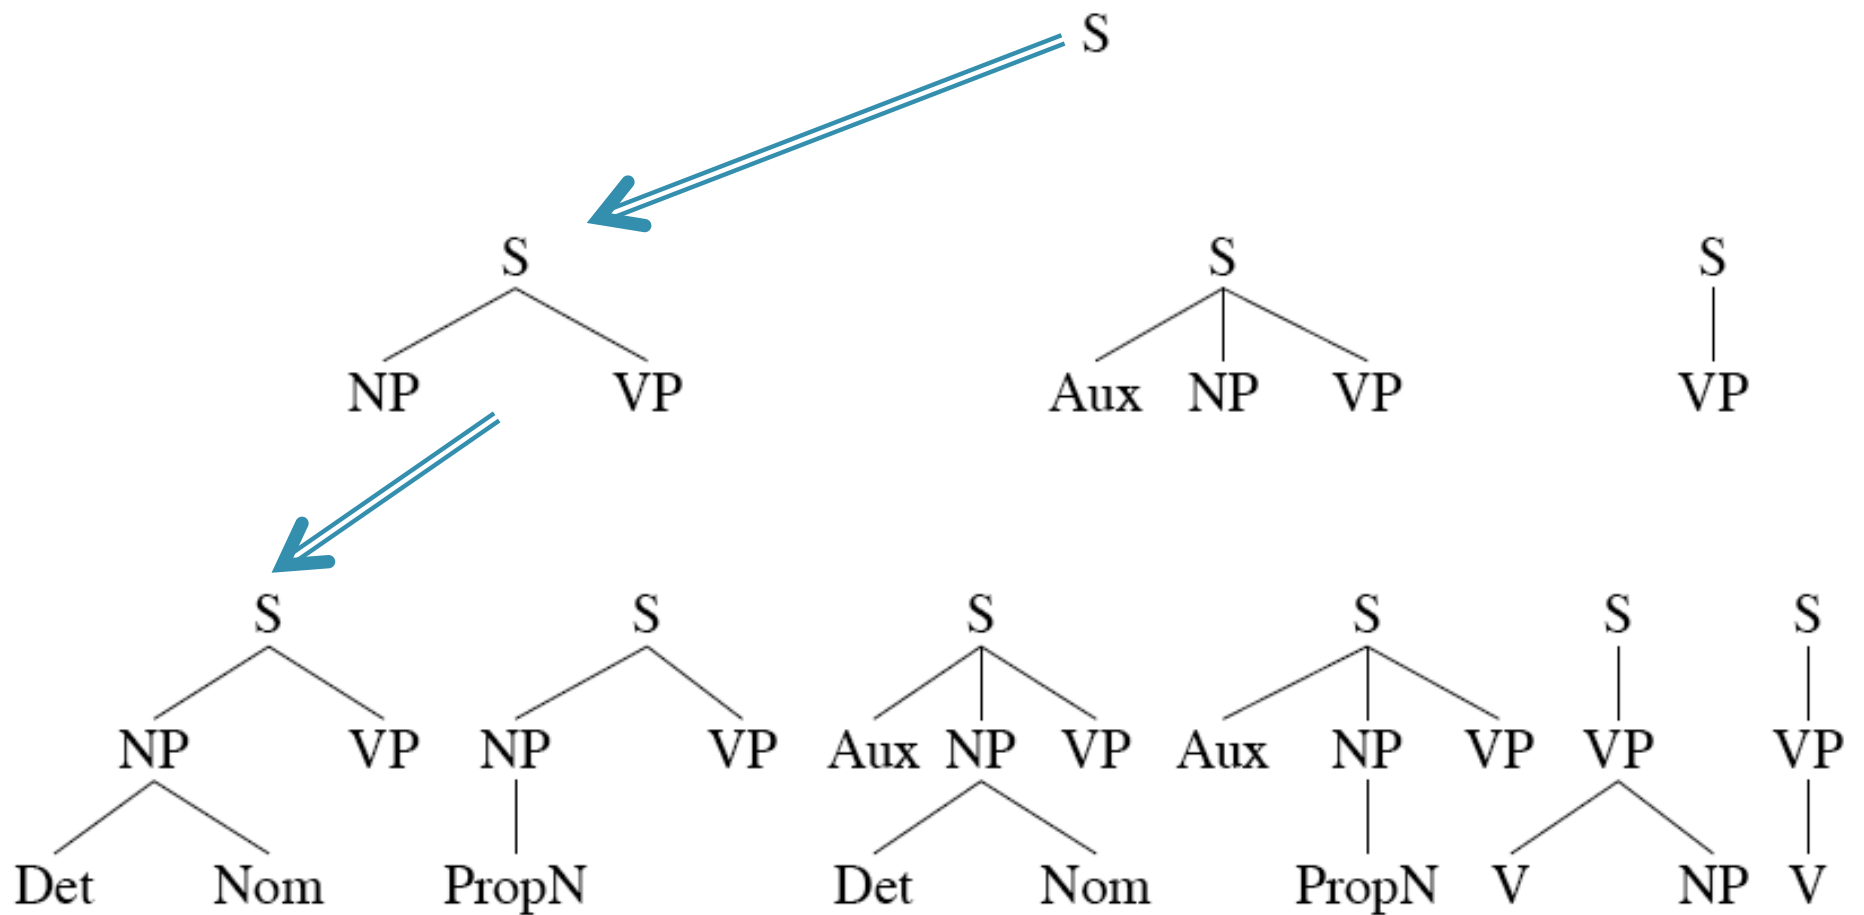 S
S S S
NP VP Aux NP VP VP
S S S S S S
NP VP NP VP Aux NP VP Aux NP VP VP VP
Det Nom PropN Det Nom PropN V NP V